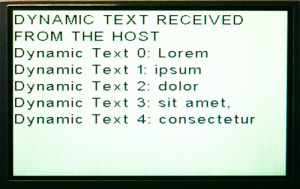 DYNAMIC TEXT RECEIVED
FROM THE HOST
Dynamic Text 0: Lorem
Dynamic Text 1: ipsum
Dynamic Text 2: dolor
Dynamic Text 3: sit amet,
Dynamic Text 4: consectetur